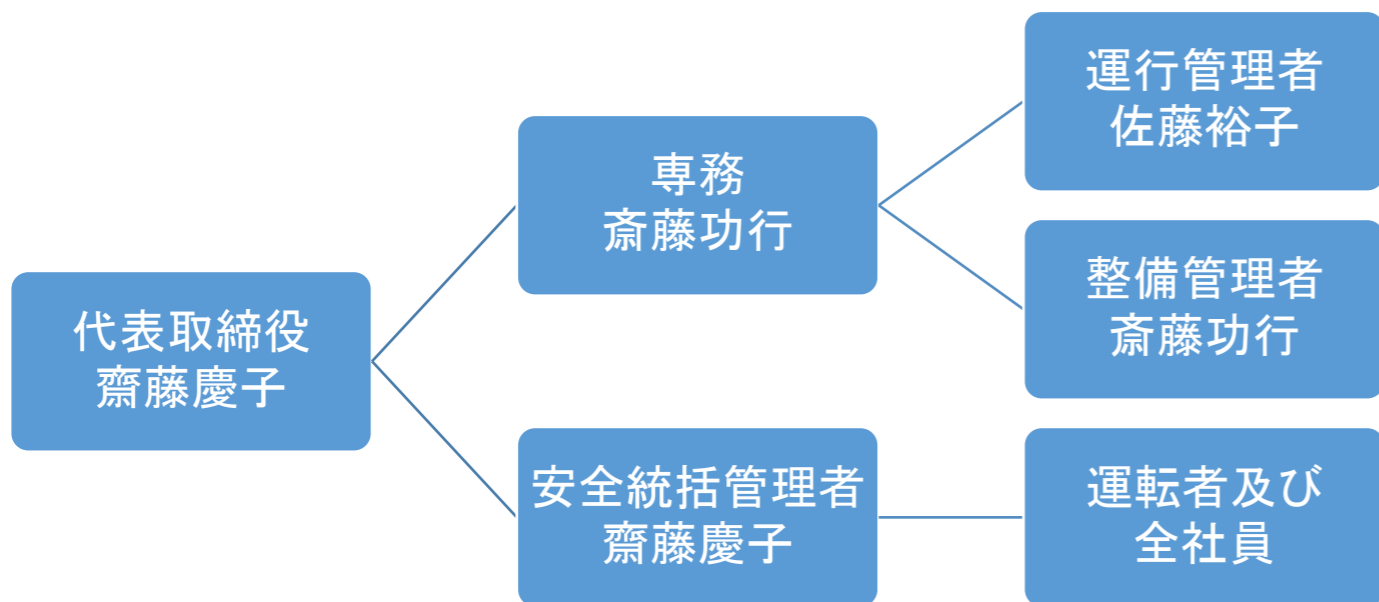 代表取締役
齋藤慶子
専務
斎藤功行
安全統括管理者
齋藤慶子
運行管理者
佐藤裕子
整備管理者
斎藤功行
運転者及び
全社員